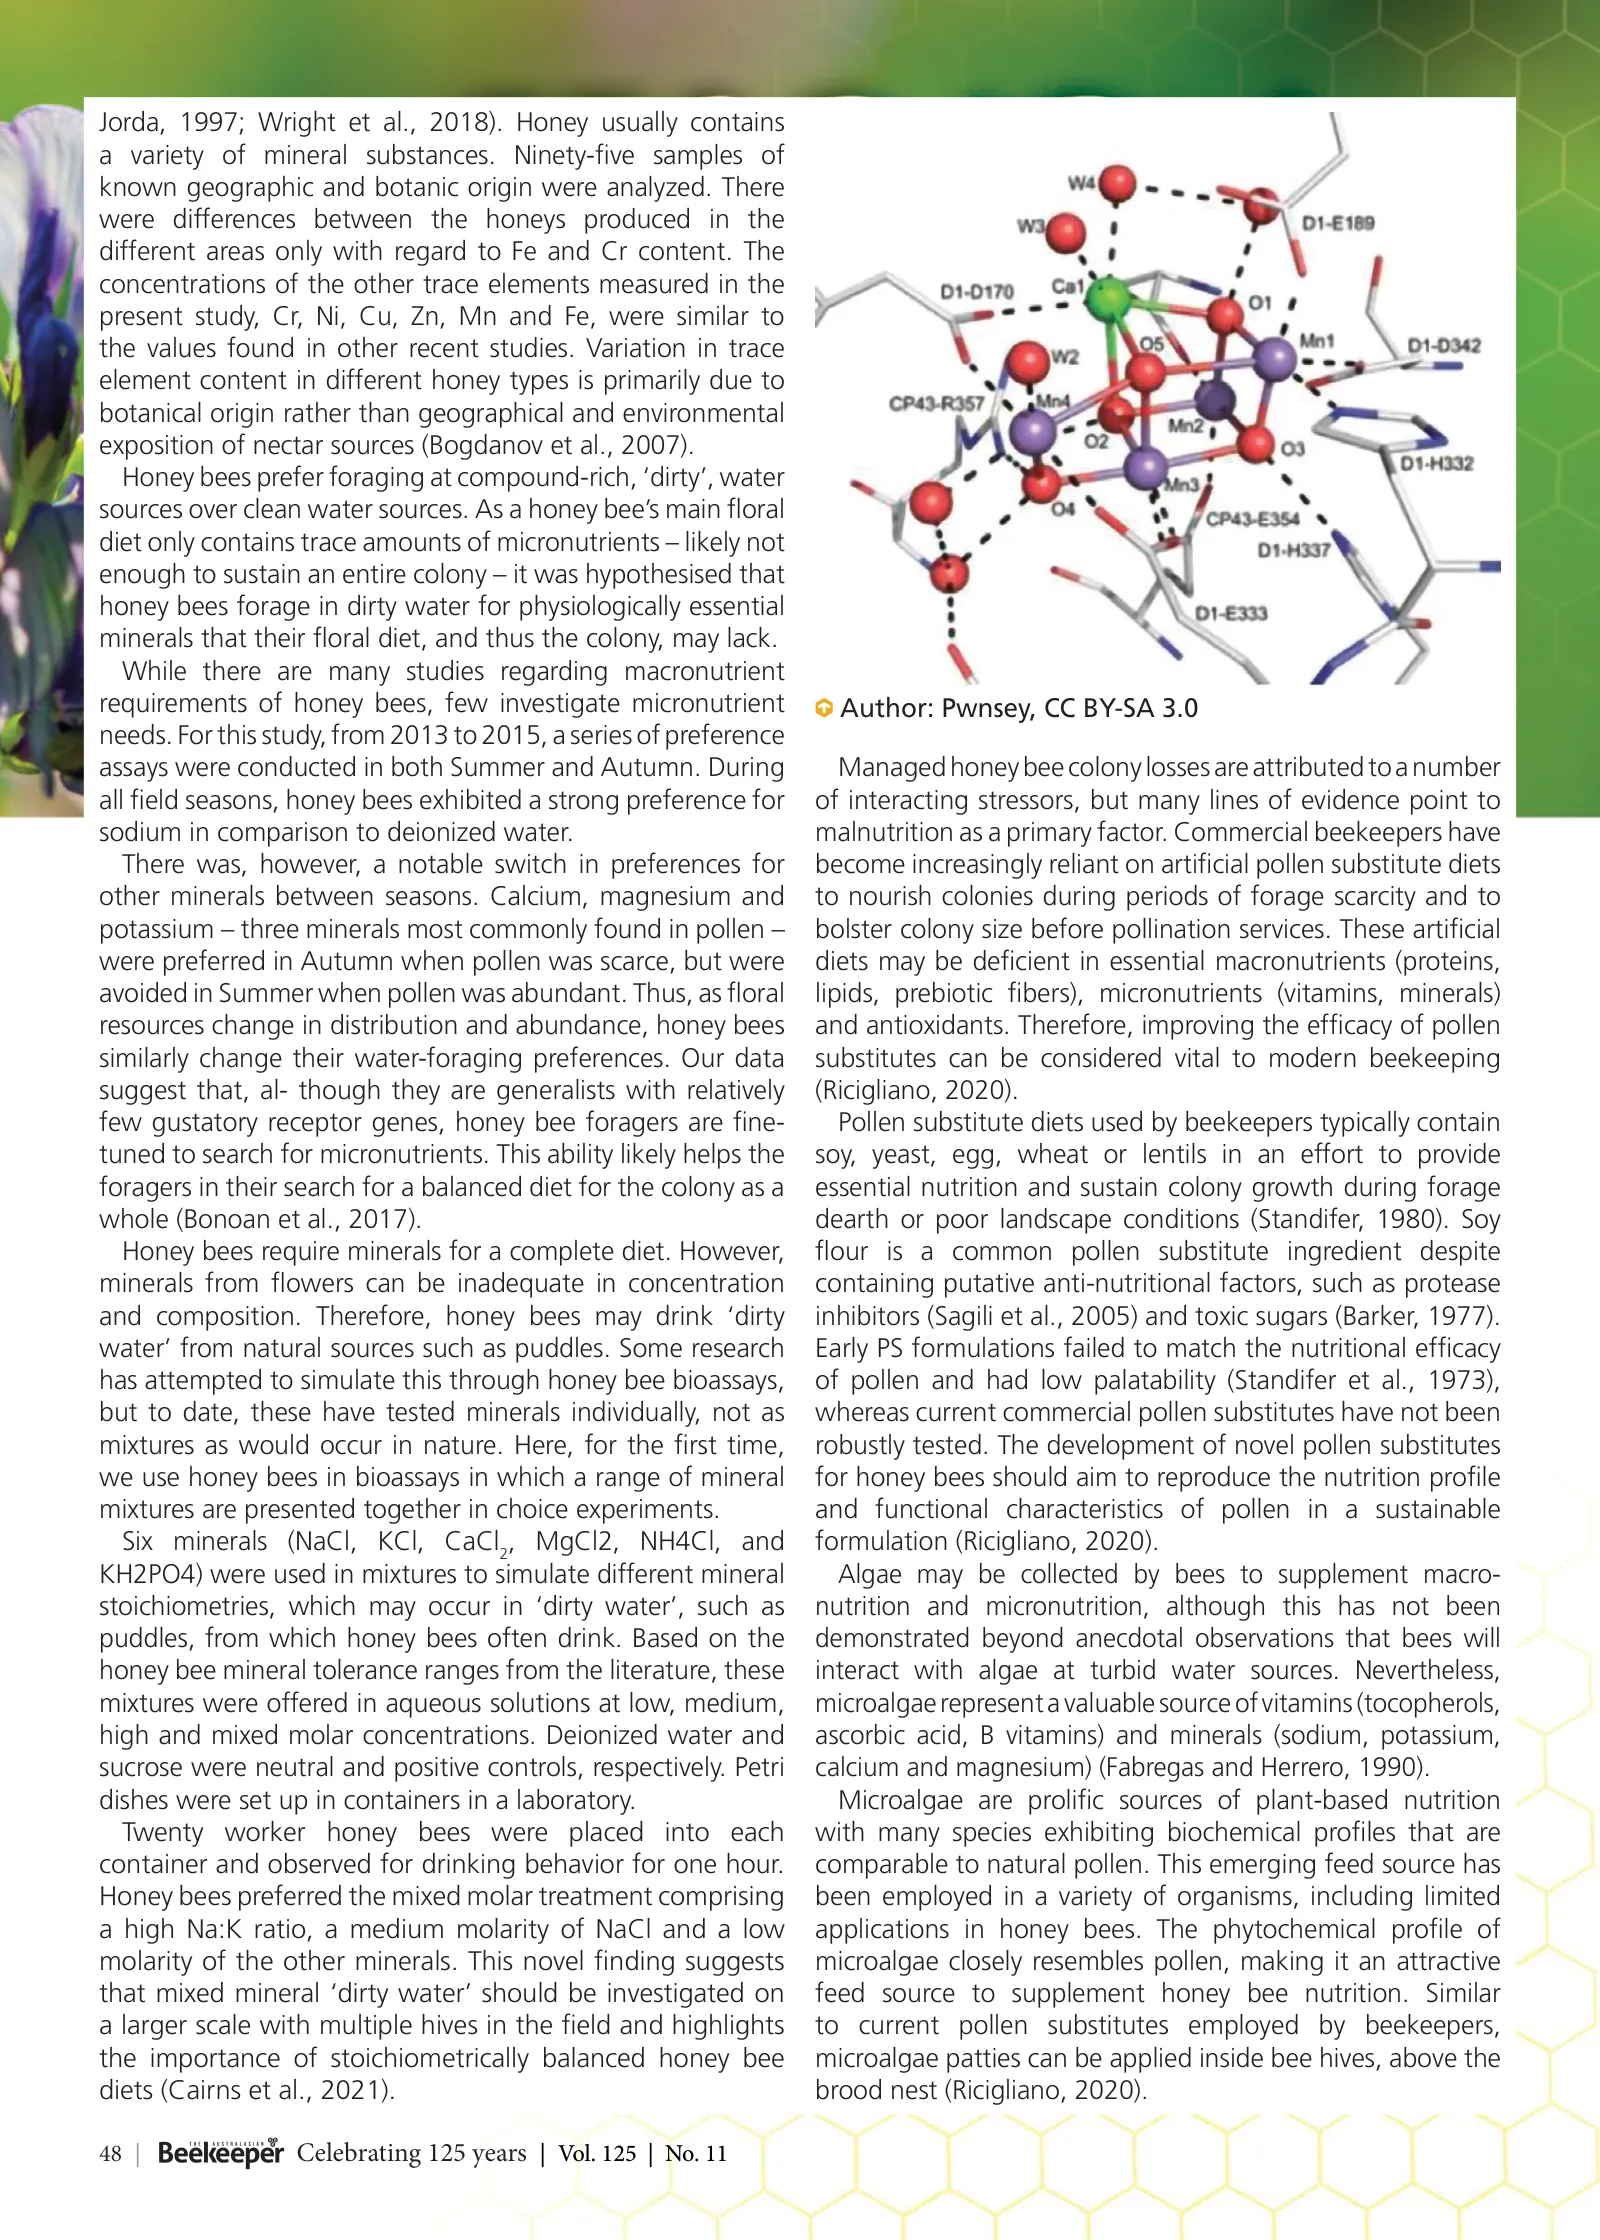 Jorda, 1997; Wright et al., 2018). Honey usually contains
a variety of mineral substances. Ninety-five samples of
known geographic and botanic origin were analyzed. There
were differences between the honeys produced in the
different areas only with regard to Fe and Cr content. The
concentrations of the other trace elements measured in the
present study, Cr, Ni, Cu, Zn, Mn and Fe, were similar to
the values found in other recent studies. Variation in trace
element content in different honey types is primarily due to
botanical origin rather than geographical and environmental
exposition of nectar sources (Bogdanov et al., 2007).
Honey bees prefer foraging at compound-rich, ‘dirty’, water
sources over clean water sources. As a honey bee’s main floral
diet only contains trace amounts of micronutrients – likely not
enough to sustain an entire colony – it was hypothesised that
honey bees forage in dirty water for physiologically essential
minerals that their floral diet, and thus the colony, may lack.
While there are many studies regarding macronutrient
requirements of honey bees, few investigate micronutrient
needs. For this study, from 2013 to 2015, a series of preference
assays were conducted in both Summer and Autumn. During
all field seasons, honey bees exhibited a strong preference for
sodium in comparison to deionized water.
There was, however, a notable switch in preferences for
other minerals between seasons. Calcium, magnesium and
potassium – three minerals most commonly found in pollen –
were preferred in Autumn when pollen was scarce, but were
avoided in Summer when pollen was abundant. Thus, as floral
resources change in distribution and abundance, honey bees
similarly change their water-foraging preferences. Our data
suggest that, al- though they are generalists with relatively
few gustatory receptor genes, honey bee foragers are fine-
tuned to search for micronutrients. This ability likely helps the
foragers in their search for a balanced diet for the colony as a
whole (Bonoan et al., 2017).
Honey bees require minerals for a complete diet. However,
minerals from flowers can be inadequate in concentration
and composition. Therefore, honey bees may drink ‘dirty
water’ from natural sources such as puddles. Some research
has attempted to simulate this through honey bee bioassays,
but to date, these have tested minerals individually, not as
mixtures as would occur in nature. Here, for the first time,
we use honey bees in bioassays in which a range of mineral
mixtures are presented together in choice experiments.
Six minerals (NaCl, KCl, CaCl2, MgCl2, NH4Cl, and
KH2PO4) were used in mixtures to simulate different mineral
stoichiometries, which may occur in ‘dirty water’, such as
puddles, from which honey bees often drink. Based on the
honey bee mineral tolerance ranges from the literature, these
mixtures were offered in aqueous solutions at low, medium,
high and mixed molar concentrations. Deionized water and
sucrose were neutral and positive controls, respectively. Petri
dishes were set up in containers in a laboratory.
Twenty worker honey bees were placed into each
container and observed for drinking behavior for one hour.
Honey bees preferred the mixed molar treatment comprising
a high Na:K ratio, a medium molarity of NaCl and a low
molarity of the other minerals. This novel finding suggests
that mixed mineral ‘dirty water’ should be investigated on
a larger scale with multiple hives in the field and highlights
the importance of stoichiometrically balanced honey bee
diets (Cairns et al., 2021).
W4
W3
D1-E189
D1-D170
Ca1
O1
O5
Mn1
D1-D342
W2
CP43-R357
Mn4
Mn2
O2
O3
D1-H332
Mn3
O4
CP43-E354
D1-H337
D1-E333
Author: Pwnsey, CC BY-SA 3.0
Managed honey bee colony losses are attributed to a number
of interacting stressors, but many lines of evidence point to
malnutrition as a primary factor. Commercial beekeepers have
become increasingly reliant on artificial pollen substitute diets
to nourish colonies during periods of forage scarcity and to
bolster colony size before pollination services. These artificial
diets may be deficient in essential macronutrients (proteins,
lipids, prebiotic fibers), micronutrients (vitamins, minerals)
and antioxidants. Therefore, improving the efficacy of pollen
substitutes can be considered vital to modern beekeeping
(Ricigliano, 2020).
Pollen substitute diets used by beekeepers typically contain
soy, yeast, egg, wheat or lentils in an effort to provide
essential nutrition and sustain colony growth during forage
dearth or poor landscape conditions (Standifer, 1980). Soy
flour is a common pollen substitute ingredient despite
containing putative anti-nutritional factors, such as protease
inhibitors (Sagili et al., 2005) and toxic sugars (Barker, 1977).
Early PS formulations failed to match the nutritional efficacy
of pollen and had low palatability (Standifer et al., 1973),
whereas current commercial pollen substitutes have not been
robustly tested. The development of novel pollen substitutes
for honey bees should aim to reproduce the nutrition profile
and functional characteristics of pollen in a sustainable
formulation (Ricigliano, 2020).
Algae may be collected by bees to supplement macro-
nutrition and micronutrition, although this has not been
demonstrated beyond anecdotal observations that bees will
interact with algae at turbid water sources. Nevertheless,
microalgae represent a valuable source of vitamins (tocopherols,
ascorbic acid, B vitamins) and minerals (sodium, potassium,
calcium and magnesium) (Fabregas and Herrero, 1990).
Microalgae are prolific sources of plant-based nutrition
with many species exhibiting biochemical profiles that are
comparable to natural pollen. This emerging feed source has
been employed in a variety of organisms, including limited
applications in honey bees. The phytochemical profile of
microalgae closely resembles pollen, making it an attractive
feed source to supplement honey bee nutrition. Similar
to current pollen substitutes employed by beekeepers,
microalgae patties can be applied inside bee hives, above the
brood nest (Ricigliano, 2020).
48 | THE AUSTRALASIAN Beekeeper Celebrating 125 years | Vol. 125 | No. 11